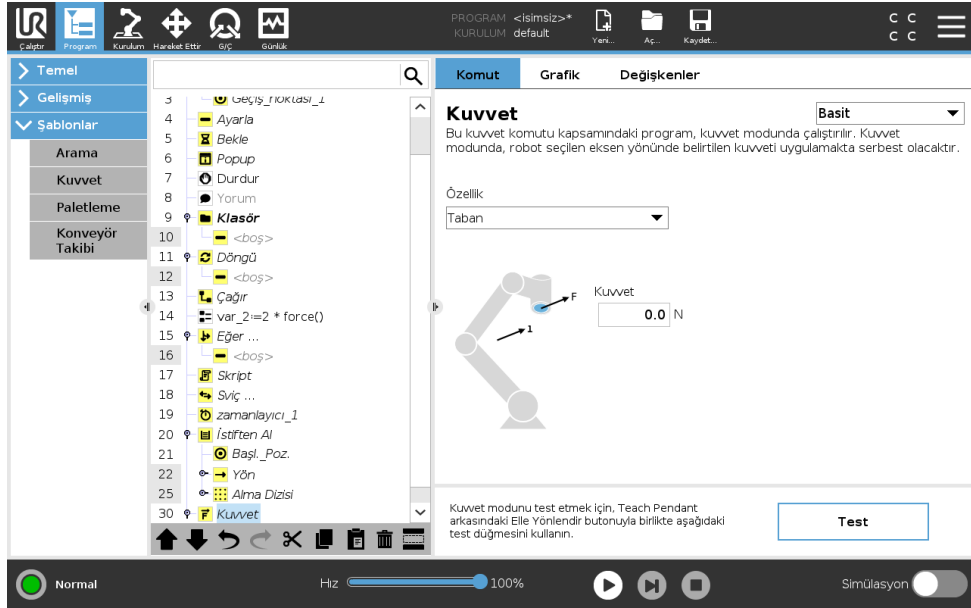 PROGRAM <isimsiz>*
KURULUM default
Çalıştır
Program
Kurulum
Hareket Ettir
G/Ç
Günlük
Yeni...
Aç...
Kaydet...
C C
C C
Temel
Gelişmiş
Şablonlar
Arama
Kuvvet
Paletleme
Konveyör
Takibi
3 Geçiş_noktası_1
4 Ayarla
5 Bekle
6 Popup
7 Durdur
8 Yorum
9 Klasör
10 <boş>
11 Döngü
12 <boş>
13 Çağır
14 var_2:=2 * force()
15 Eğer ...
16 <boş>
17 Skript
18 Sviç ...
19 zamanlayıcı_1
20 İstiften Al
21 Başl._Poz.
22 Yön
25 Alma Dizisi
30 Kuvvet
Komut
Grafik
Değişkenler
Kuvvet
Basit
Bu kuvvet komutu kapsamındaki program, kuvvet modunda çalıştırılır. Kuvvet
modunda, robot seçilen eksen yönünde belirtilen kuvveti uygulamakta serbest olacaktır.
Özellik
Taban
F
1
Kuvvet
0.0 N
Kuvvet modunu test etmek için, Teach Pendant
arkasındaki Elle Yönlendir butonuyla birlikte aşağıdaki
test düğmesini kullanın.
Test
Normal
Hız
100%
Simülasyon